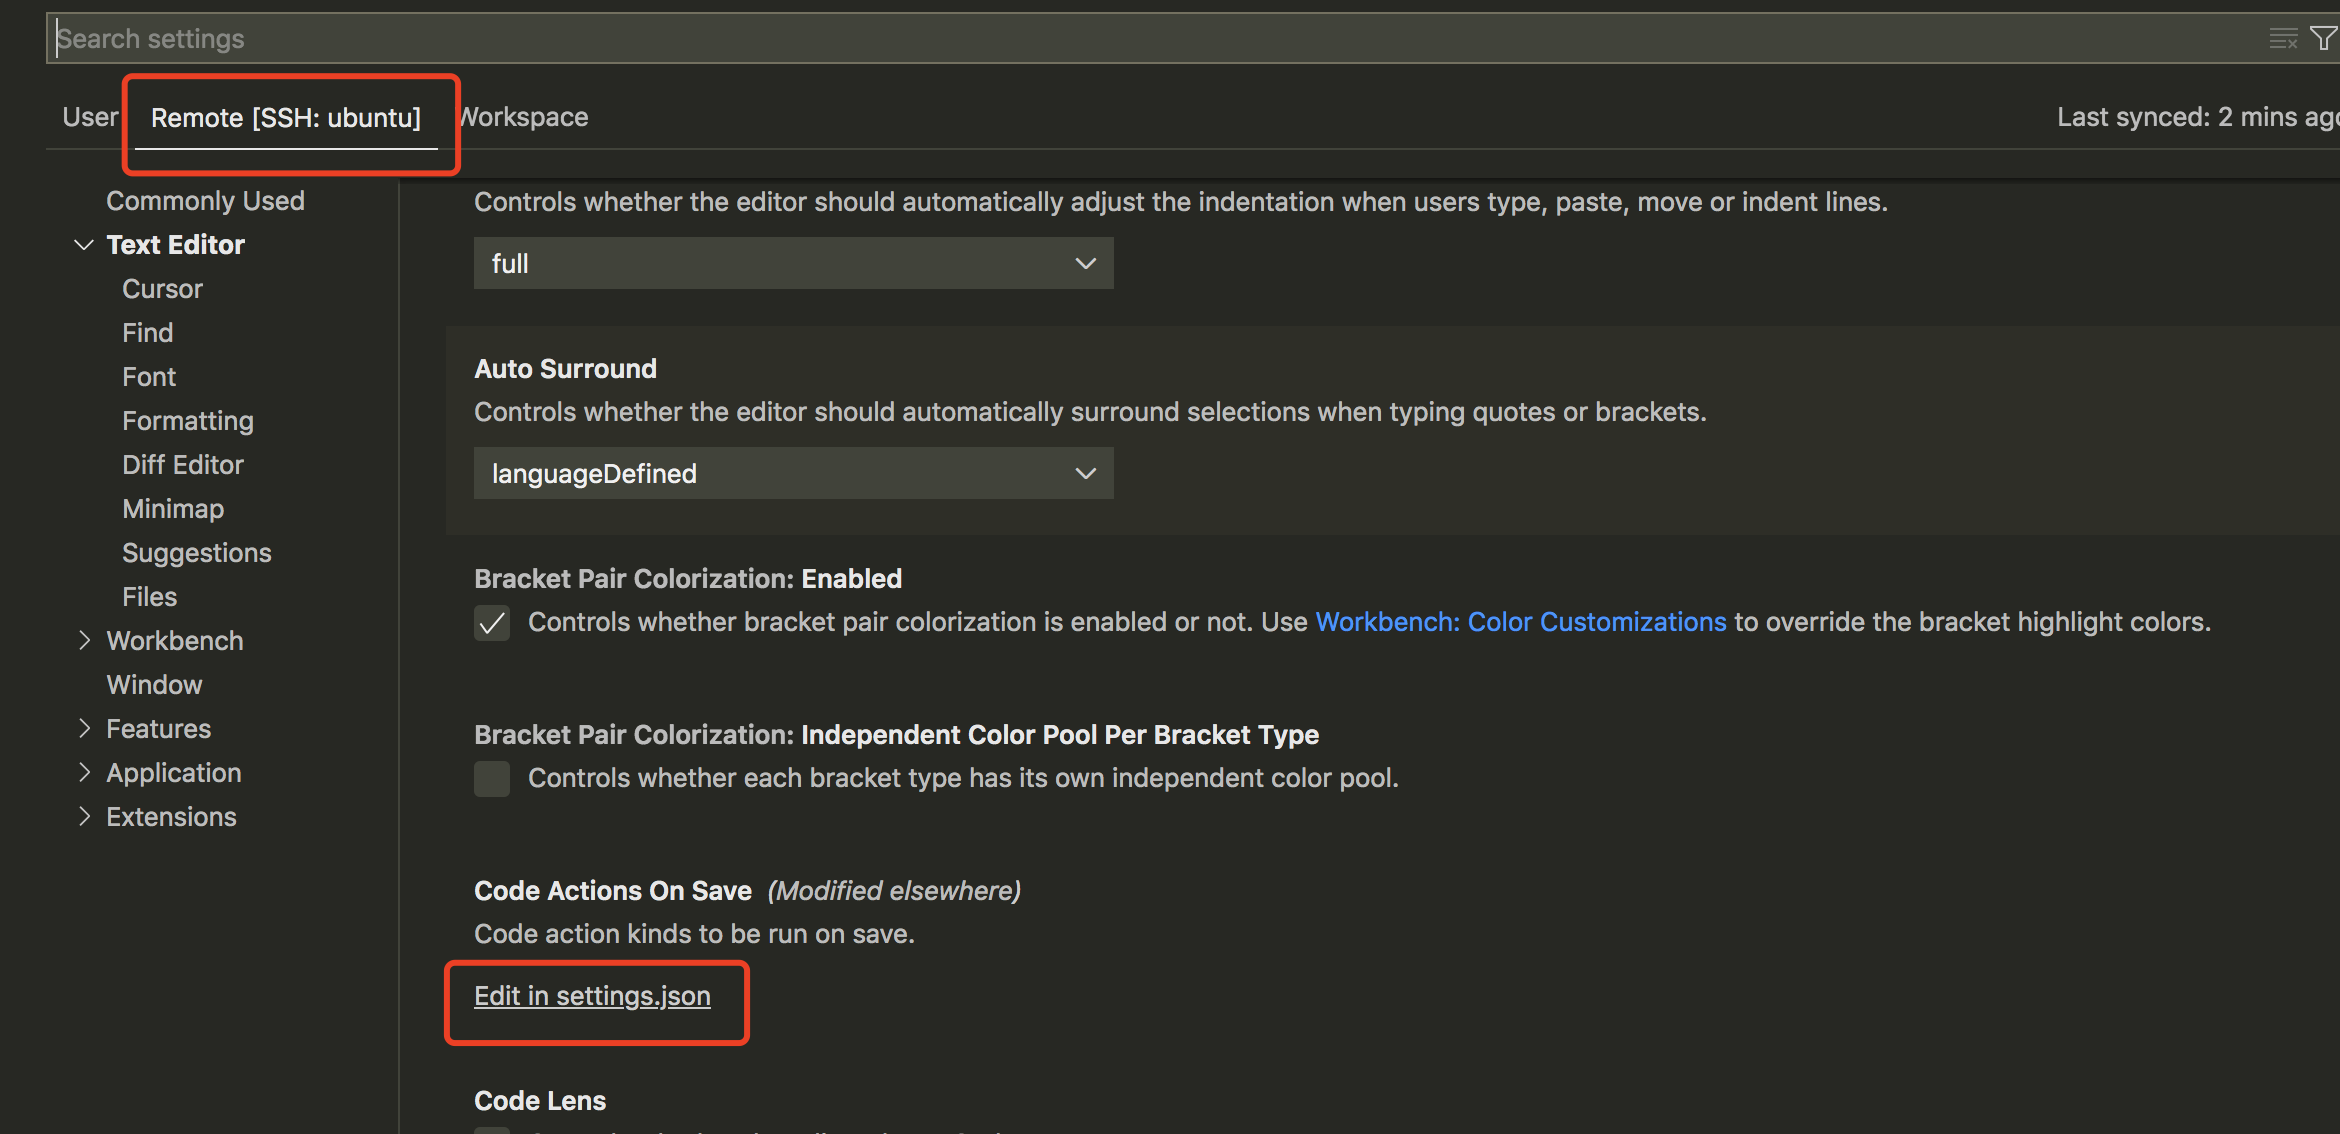 Search settings
User Remote [SSH: ubuntu] Workspace Last synced: 2 mins ago
Commonly Used
Text Editor
Cursor
Find
Font
Formatting
Diff Editor
Minimap
Suggestions
Files
Workbench
Window
Features
Application
Extensions
Controls whether the editor should automatically adjust the indentation when users type, paste, move or indent lines.
full
Auto Surround
Controls whether the editor should automatically surround selections when typing quotes or brackets.
languageDefined
Bracket Pair Colorization: Enabled
Controls whether bracket pair colorization is enabled or not. Use Workbench: Color Customizations to override the bracket highlight colors.
Bracket Pair Colorization: Independent Color Pool Per Bracket Type
Controls whether each bracket type has its own independent color pool.
Code Actions On Save (Modified elsewhere)
Code action kinds to be run on save.
Edit in settings.json
Code Lens